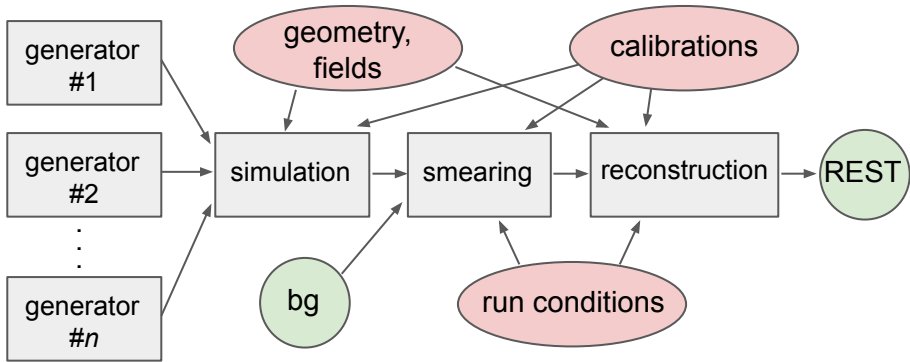 generator
#1
geometry,
fields
calibrations
generator
#2
simulation
smearing
reconstruction
REST
.
.
.
generator
#n
bg
run conditions